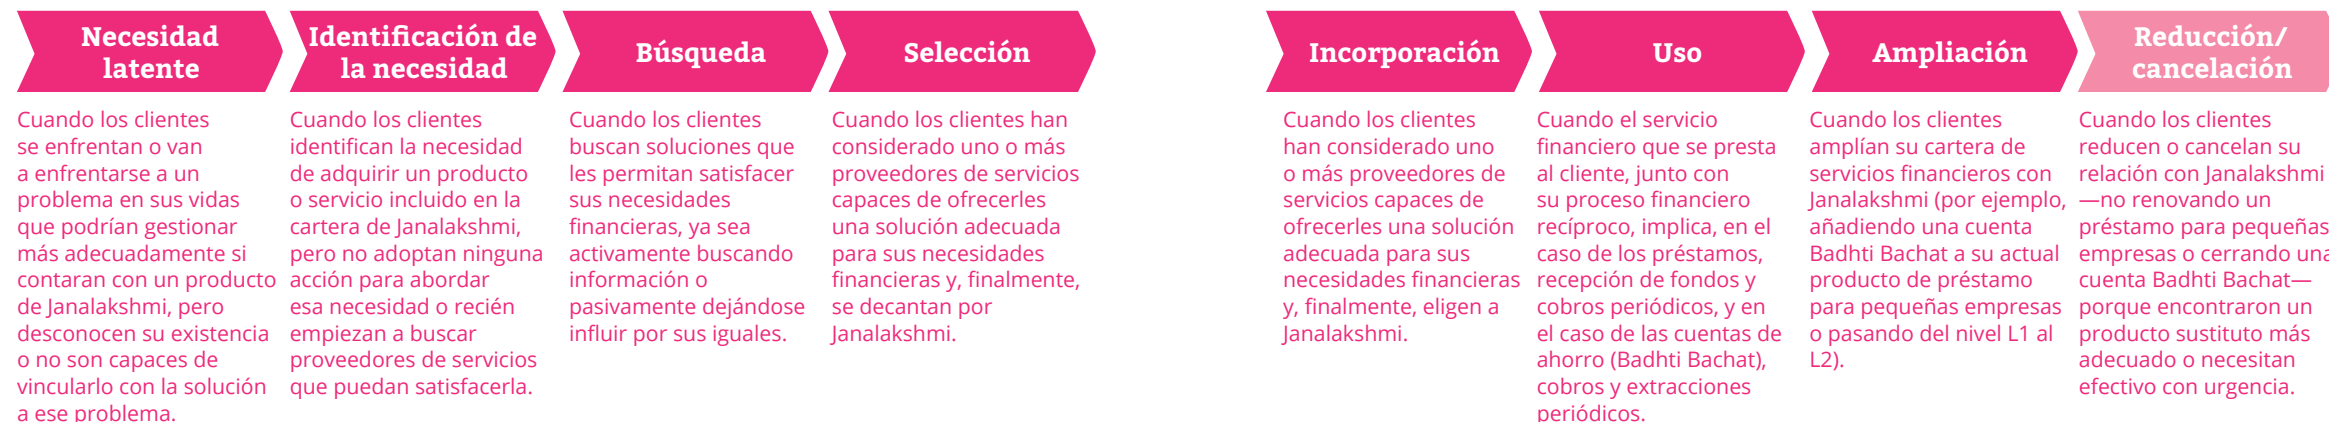 Necesidad
latente
Cuando los clientes
se enfrentan o van
a enfrentarse a un
problema en sus vidas
que podrían gestionar
más adecuadamente si
contaran con un producto
de Janalakshmi, pero
desconocen su existencia
o no son capaces de
vincularlo con la solución
a ese problema.
Identificación de
la necesidad
Cuando los clientes
identifican la necesidad
de adquirir un producto
o servicio incluido en la
cartera de Janalakshmi,
pero no adoptan ninguna
acción para abordar
esa necesidad o recién
empiezan a buscar
proveedores de servicios
que puedan satisfacerla.
Búsqueda
Cuando los clientes
buscan soluciones que
les permitan satisfacer
sus necesidades
financieras, ya sea
activamente buscando
información o
pasivamente dejándose
influir por sus iguales.
Selección
Cuando los clientes han
considerado uno o más
proveedores de servicios
capaces de ofrecerles
una solución adecuada
para sus necesidades
financieras y, finalmente,
se decantan por
Janalakshmi.
Incorporación
Cuando los clientes
han considerado uno
o más proveedores de
servicios capaces de
ofrecerles una solución
adecuada para sus
necesidades financieras
y, finalmente, eligen a
Janalakshmi.
Uso
Cuando el servicio
financiero que se presta
al cliente, junto con
su proceso financiero
recíproco, implica, en el
caso de los préstamos,
recepción de fondos y
cobros periódicos, y en
el caso de las cuentas de
ahorro (Badhti Bachat),
cobros y extracciones
periódicos.
Ampliación
Cuando los clientes
amplían su cartera de
servicios financieros con
Janalakshmi (por ejemplo,
añadiendo una cuenta
Badhti Bachat a su actual
producto de préstamo
para pequeñas empresas
o pasando del nivel L1 al
L2).
Reducción/
cancelación
Cuando los clientes
reducen o cancelan su
relación con Janalakshmi
—no renovando un
préstamo para pequeñas
empresas o cerrando una
cuenta Badhti Bachat—
porque encontraron un
producto sustituto más
adecuado o necesitan
efectivo con urgencia.